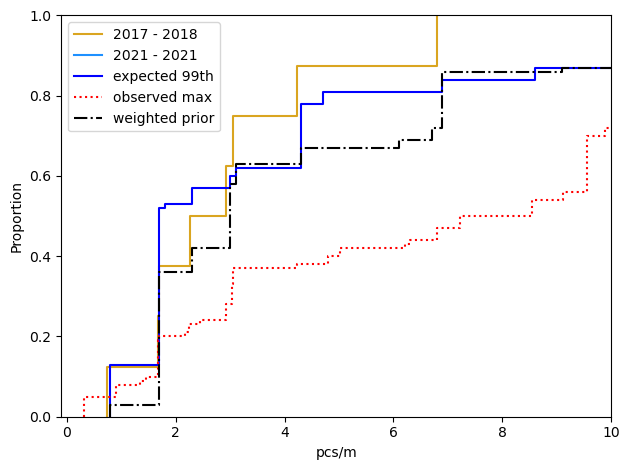 1.0
0.8
0.6
0.4
0.2
0.0
Proportion
2017 - 2018
2021 - 2021
expected 99th
observed max
weighted prior
0 2 4 6 8 10
pcs/m